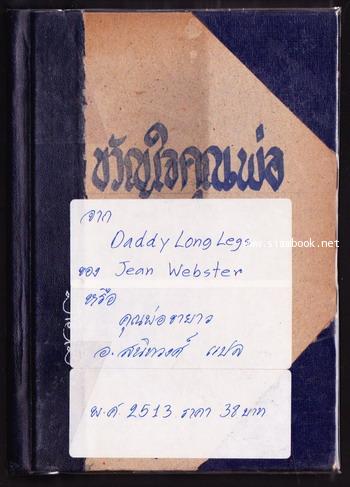 ขวัญใจคุณพ่อ
จาก
Daddy Long Legs
www.siambook.net
ของ Jean Webster
หรือ
คุณพ่อขายาว
อ. สนิทวงศ์ แปล
พ.ศ. 2513 ราคา 38 บาท